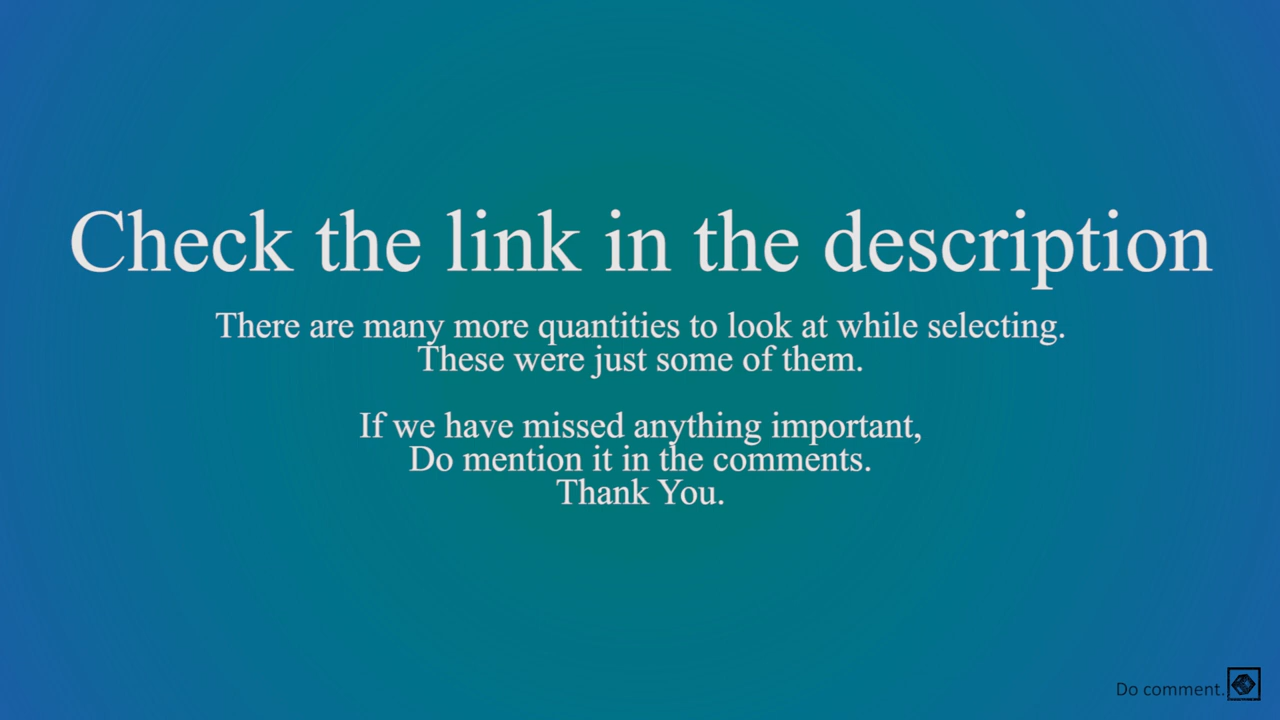 Check the link in the description
There are many more quantities to look at while selecting.
These were just some of them.
If we have missed anything important,
Do mention it in the comments.
Thank You.
Do comment.